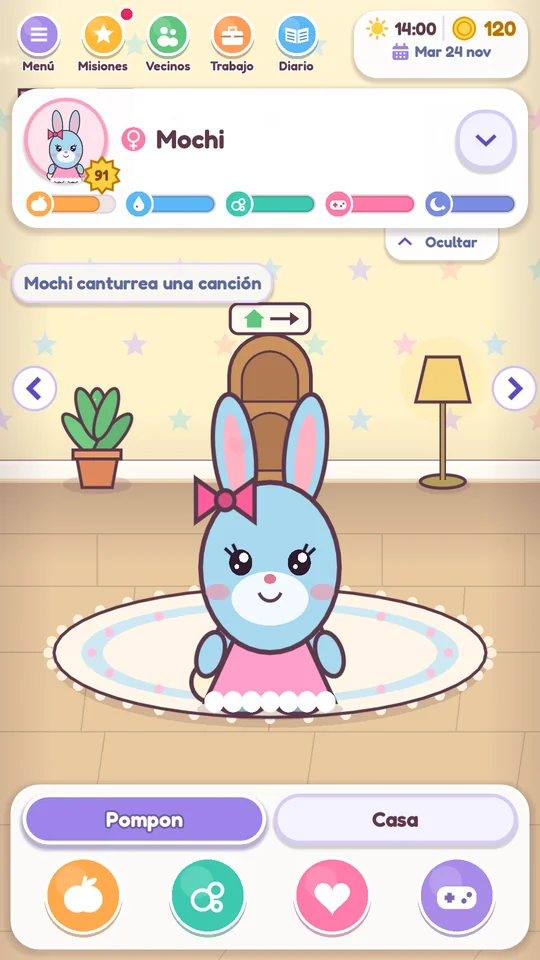 Menú
Misiones
Vecinos
Trabajo
Diario
14:00
120
Mar 24 nov
Mochi
91
Ocultar
Mochi canturrea una canción
Pompon
Casa